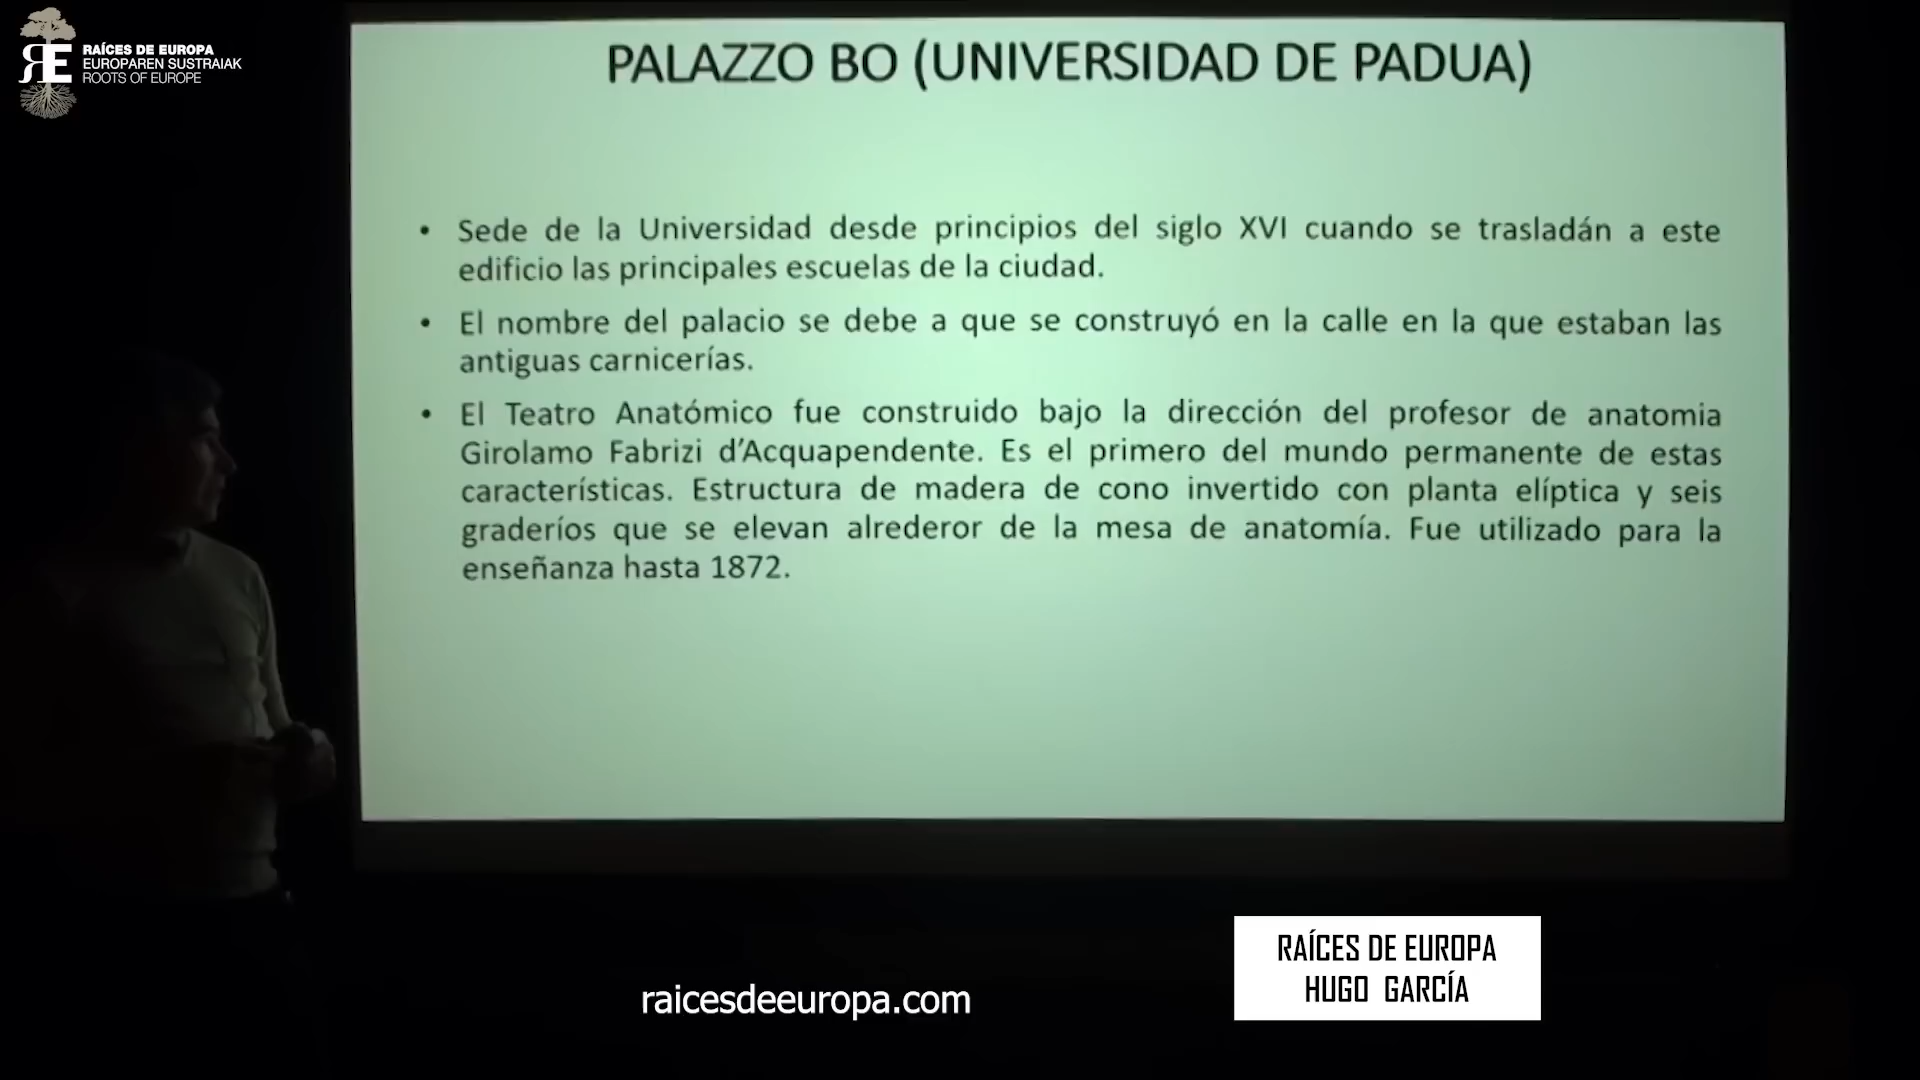 RAÍCES DE EUROPA
EUROPAREN SUSTRAIAK
ROOTS OF EUROPE
RE
PALAZZO BO (UNIVERSIDAD DE PADUA)
• Sede de la Universidad desde principios del siglo XVI cuando se trasladán a este
edificio las principales escuelas de la ciudad.
• El nombre del palacio se debe a que se construyó en la calle en la que estaban las
antiguas carnicerías.
• El Teatro Anatómico fue construido bajo la dirección del profesor de anatomia
Girolamo Fabrizi d’Acquapendente. Es el primero del mundo permanente de estas
características. Estructura de madera de cono invertido con planta elíptica y seis
graderíos que se elevan alrederor de la mesa de anatomía. Fue utilizado para la
enseñanza hasta 1872.
RAÍCES DE EUROPA
HUGO GARCÍA
raicesdeeuropa.com